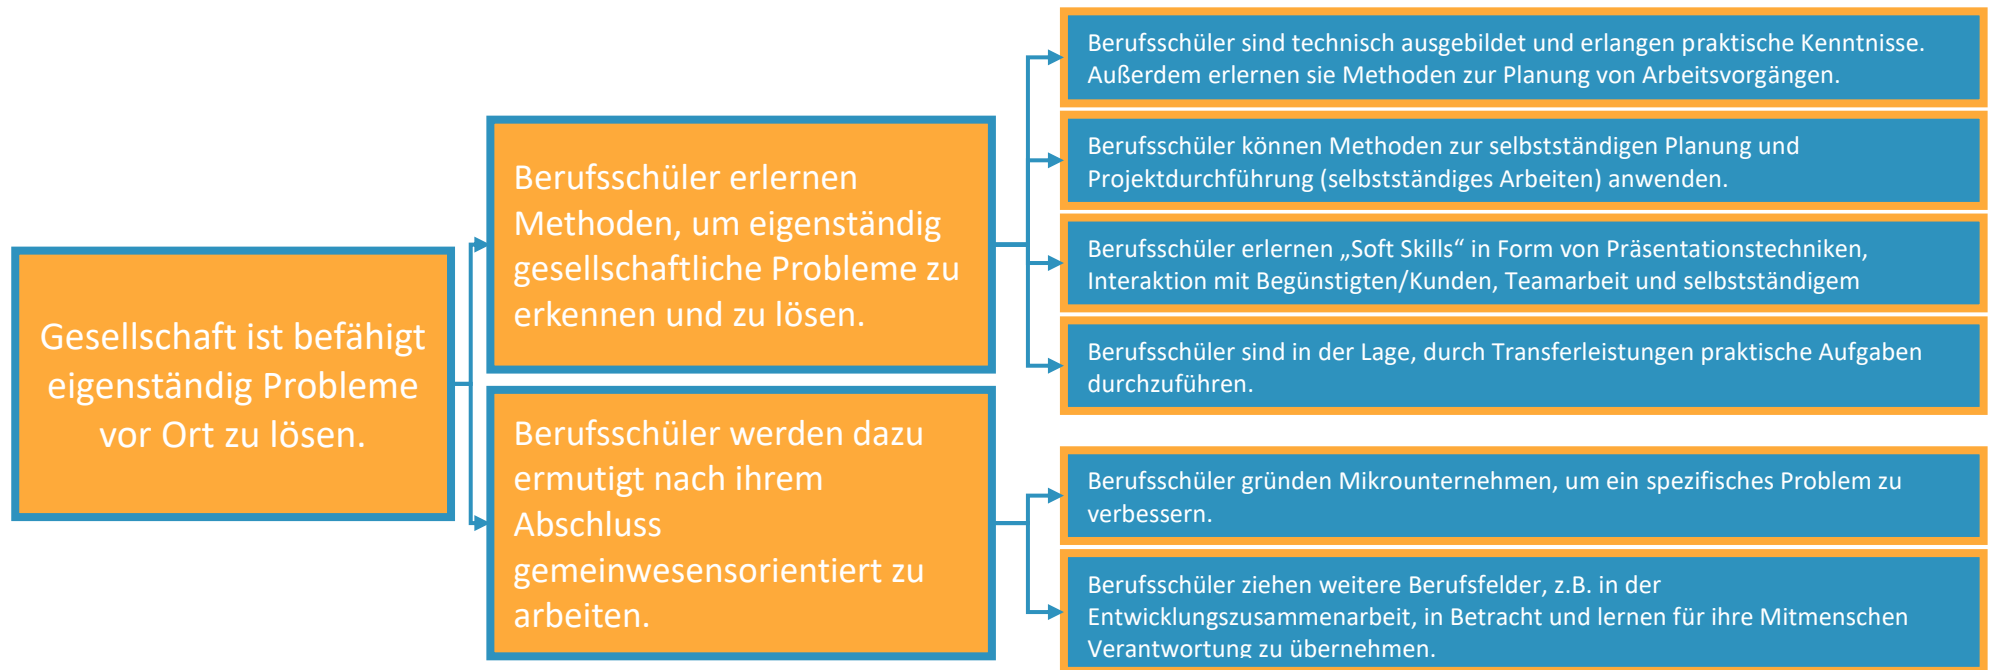 Gesellschaft ist befähigt
eigenständig Probleme
vor Ort zu lösen.
Berufsschüler erlernen
Methoden, um eigenständig
gesellschaftliche Probleme zu
erkennen und zu lösen.
Berufsschüler werden dazu
ermutigt nach ihrem
Abschluss
gemeinwesensorientiert zu
arbeiten.
Berufsschüler sind technisch ausgebildet und erlangen praktische Kenntnisse.
Außerdem erlernen sie Methoden zur Planung von Arbeitsvorgängen.
Berufsschüler können Methoden zur selbstständigen Planung und
Projektdurchführung (selbstständiges Arbeiten) anwenden.
Berufsschüler erlernen „Soft Skills“ in Form von Präsentationstechniken,
Interaktion mit Begünstigten/Kunden, Teamarbeit und selbstständigem
Berufsschüler sind in der Lage, durch Transferleistungen praktische Aufgaben
durchzuführen.
Berufsschüler gründen Mikrounternehmen, um ein spezifisches Problem zu
verbessern.
Berufsschüler ziehen weitere Berufsfelder, z.B. in der
Entwicklungszusammenarbeit, in Betracht und lernen für ihre Mitmenschen
Verantwortung zu übernehmen.